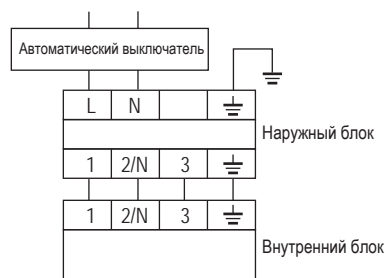 Автоматический выключатель
L N
Наружный блок
1 2/N 3
1 2/N 3
Внутренний блок